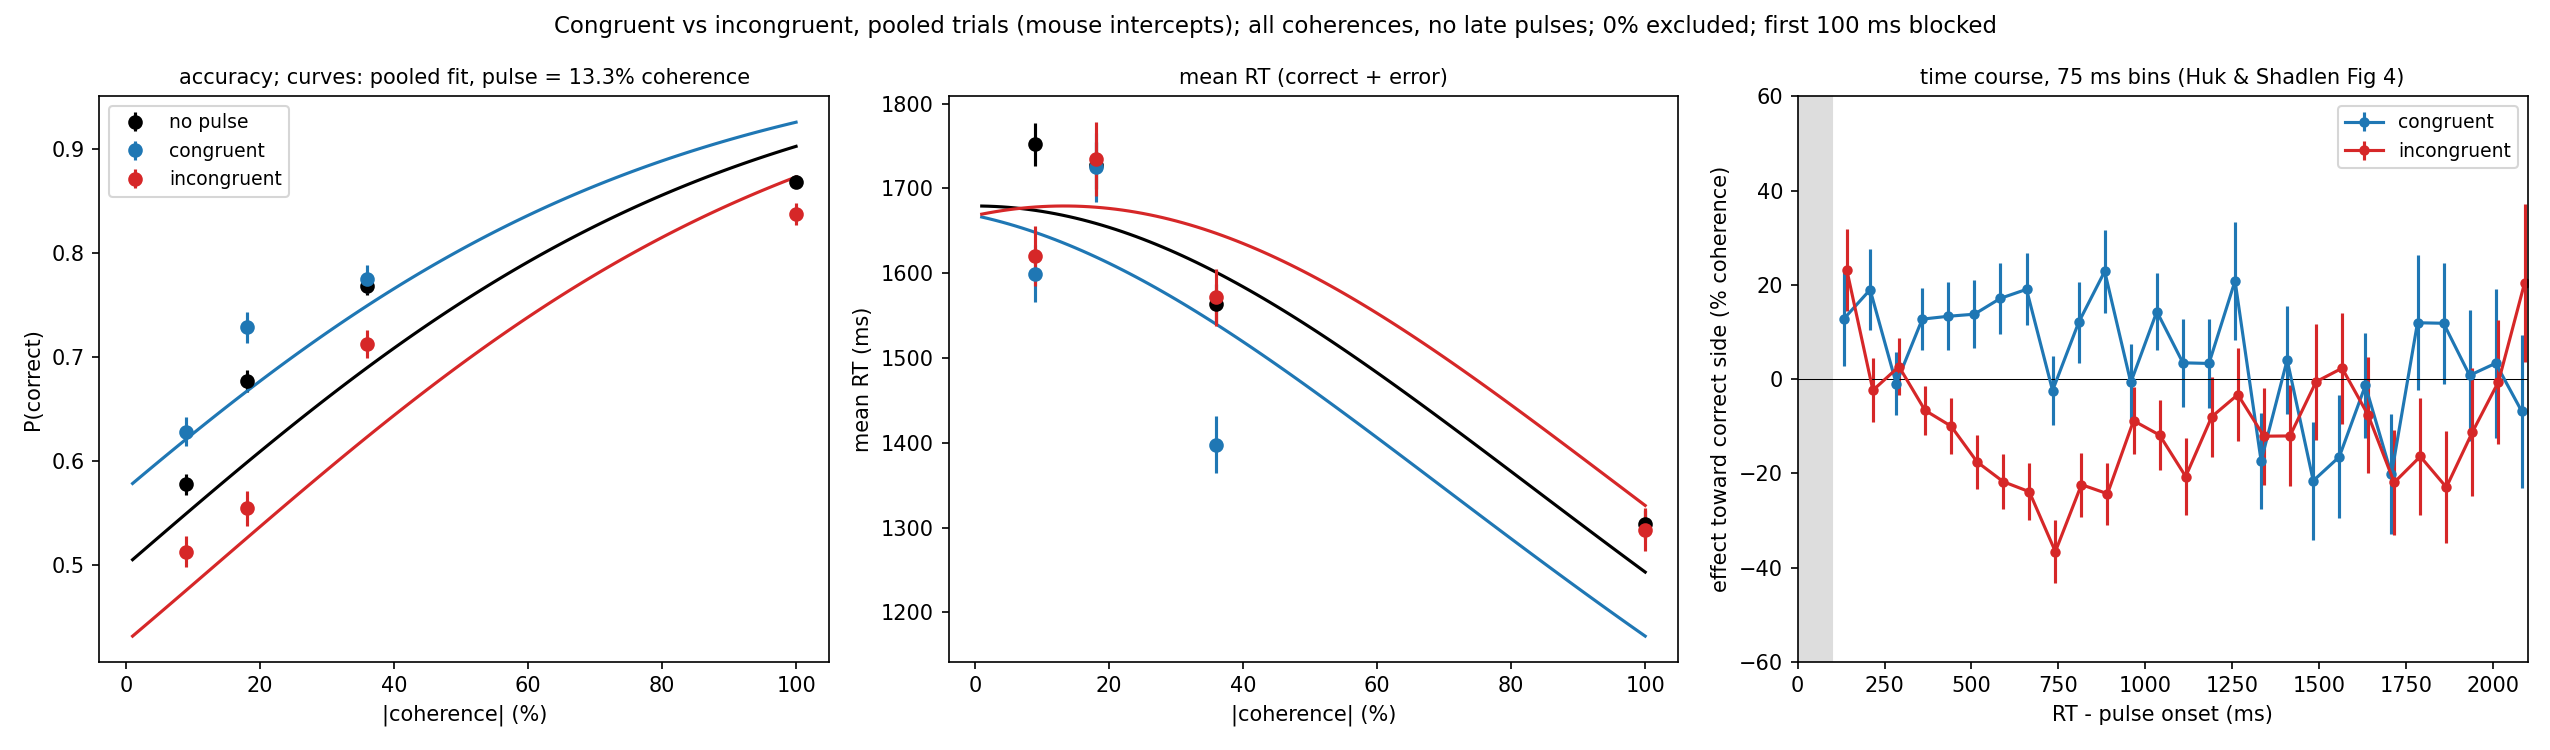 Congruent vs incongruent, pooled trials (mouse intercepts); all coherences, no late pulses; 0% excluded; first 100 ms blocked
accuracy; curves: pooled fit, pulse = 13.3% coherence
P(correct)
0.9
0.8
0.7
0.6
0.5
no pulse
congruent
incongruent
0 20 40 60 80 100
|coherence| (%)
mean RT (correct + error)
mean RT (ms)
1800
1700
1600
1500
1400
1300
1200
0 20 40 60 80 100
|coherence| (%)
time course, 75 ms bins (Huk & Shadlen Fig 4)
effect toward correct side (% coherence)
60
40
20
0
−20
−40
−60
congruent
incongruent
0 250 500 750 1000 1250 1500 1750 2000
RT - pulse onset (ms)